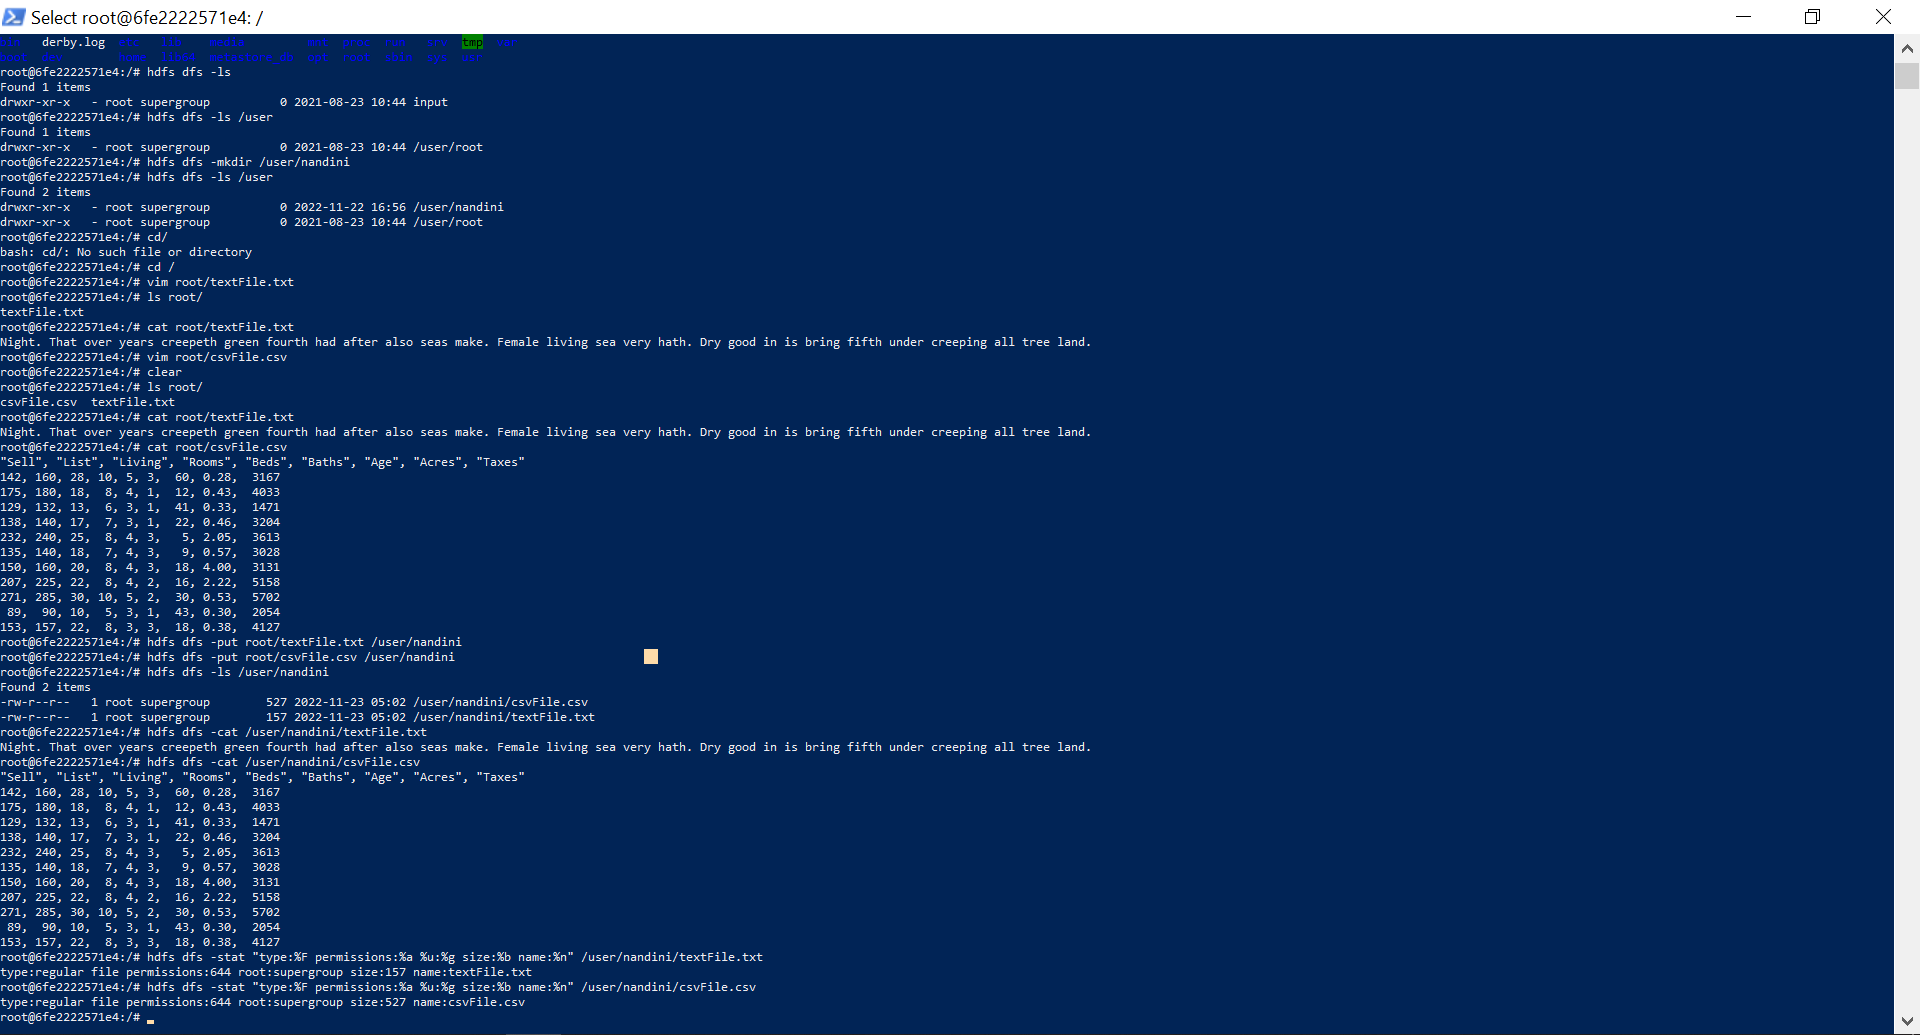 Select root@6fe2222571e4: /
derby.log tmp
root@6fe2222571e4:/# hdfs dfs -ls
Found 1 items
drwxr-xr-x   - root supergroup          0 2021-08-23 10:44 input
root@6fe2222571e4:/# hdfs dfs -ls /user
Found 1 items
drwxr-xr-x   - root supergroup          0 2021-08-23 10:44 /user/root
root@6fe2222571e4:/# hdfs dfs -mkdir /user/nandini
root@6fe2222571e4:/# hdfs dfs -ls /user
Found 2 items
drwxr-xr-x   - root supergroup          0 2022-11-22 16:56 /user/nandini
drwxr-xr-x   - root supergroup          0 2021-08-23 10:44 /user/root
root@6fe2222571e4:/# cd/
bash: cd/: No such file or directory
root@6fe2222571e4:/# cd /
root@6fe2222571e4:/# vim root/textFile.txt
root@6fe2222571e4:/# ls root/
textFile.txt
root@6fe2222571e4:/# cat root/textFile.txt
Night. That over years creepeth green fourth had after also seas make. Female living sea very hath. Dry good in is bring fifth under creeping all tree land.
root@6fe2222571e4:/# vim root/csvFile.csv
root@6fe2222571e4:/# clear
root@6fe2222571e4:/# ls root/
csvFile.csv  textFile.txt
root@6fe2222571e4:/# cat root/textFile.txt
Night. That over years creepeth green fourth had after also seas make. Female living sea very hath. Dry good in is bring fifth under creeping all tree land.
root@6fe2222571e4:/# cat root/csvFile.csv
"Sell", "List", "Living", "Rooms", "Beds", "Baths", "Age", "Acres", "Taxes"
142, 160, 28, 10, 5, 3,  60, 0.28,  3167
175, 180, 18,  8, 4, 1,  12, 0.43,  4033
129, 132, 13,  6, 3, 1,  41, 0.33,  1471
138, 140, 17,  7, 3, 1,  22, 0.46,  3204
232, 240, 25,  8, 4, 3,   5, 2.05,  3613
135, 140, 18,  7, 4, 3,   9, 0.57,  3028
150, 160, 20,  8, 4, 3,  18, 4.00,  3131
207, 225, 22,  8, 4, 2,  16, 2.22,  5158
271, 285, 30, 10, 5, 2,  30, 0.53,  5702
 89,  90, 10,  5, 3, 1,  43, 0.30,  2054
153, 157, 22,  8, 3, 3,  18, 0.38,  4127
root@6fe2222571e4:/# hdfs dfs -put root/textFile.txt /user/nandini
root@6fe2222571e4:/# hdfs dfs -put root/csvFile.csv /user/nandini
root@6fe2222571e4:/# hdfs dfs -ls /user/nandini
Found 2 items
-rw-r--r--   1 root supergroup        527 2022-11-23 05:02 /user/nandini/csvFile.csv
-rw-r--r--   1 root supergroup        157 2022-11-23 05:02 /user/nandini/textFile.txt
root@6fe2222571e4:/# hdfs dfs -cat /user/nandini/textFile.txt
Night. That over years creepeth green fourth had after also seas make. Female living sea very hath. Dry good in is bring fifth under creeping all tree land.
root@6fe2222571e4:/# hdfs dfs -cat /user/nandini/csvFile.csv
"Sell", "List", "Living", "Rooms", "Beds", "Baths", "Age", "Acres", "Taxes"
142, 160, 28, 10, 5, 3,  60, 0.28,  3167
175, 180, 18,  8, 4, 1,  12, 0.43,  4033
129, 132, 13,  6, 3, 1,  41, 0.33,  1471
138, 140, 17,  7, 3, 1,  22, 0.46,  3204
232, 240, 25,  8, 4, 3,   5, 2.05,  3613
135, 140, 18,  7, 4, 3,   9, 0.57,  3028
150, 160, 20,  8, 4, 3,  18, 4.00,  3131
207, 225, 22,  8, 4, 2,  16, 2.22,  5158
271, 285, 30, 10, 5, 2,  30, 0.53,  5702
 89,  90, 10,  5, 3, 1,  43, 0.30,  2054
153, 157, 22,  8, 3, 3,  18, 0.38,  4127
root@6fe2222571e4:/# hdfs dfs -stat "type:%F permissions:%a %u:%g size:%b name:%n" /user/nandini/textFile.txt
type:regular file permissions:644 root:supergroup size:157 name:textFile.txt
root@6fe2222571e4:/# hdfs dfs -stat "type:%F permissions:%a %u:%g size:%b name:%n" /user/nandini/csvFile.csv
type:regular file permissions:644 root:supergroup size:527 name:csvFile.csv
root@6fe2222571e4:/#